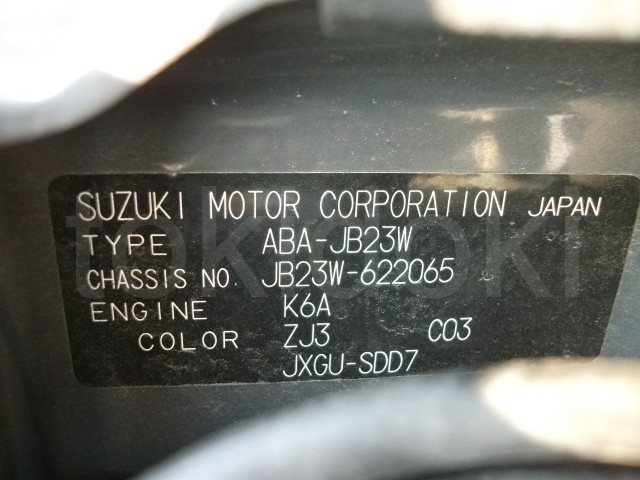 SUZUKI MOTOR CORPORATION JAPAN
TYPE ABA-JB23W
CHASSIS NO. JB23W-622065
ENGINE K6A
COLOR ZJ3 C03
JXGU-SDD7